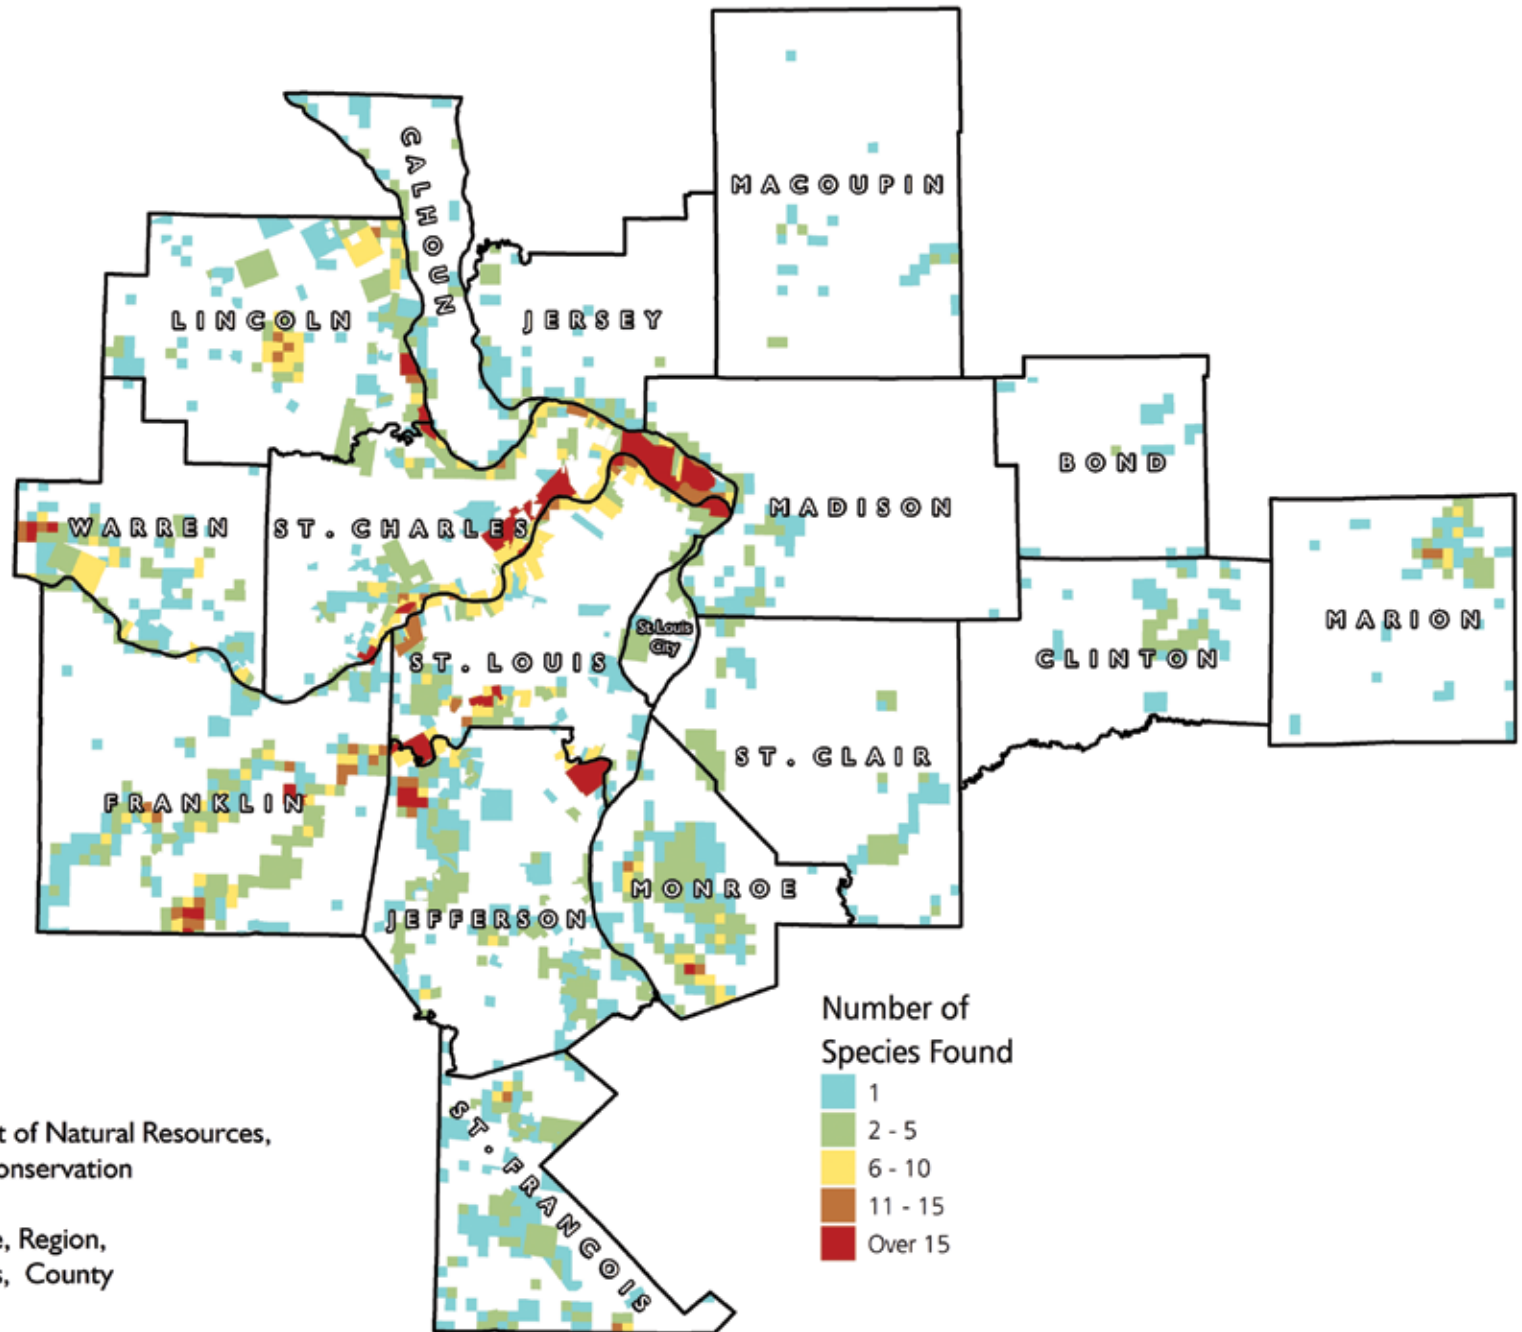 MACOUPIN
CALHOUN
LINCOLN
JERSEY
BOND
WARREN
ST. CHARLES
MADISON
MARION
St Louis
City
ST. LOUIS
CLINTON
ST. CLAIR
FRANKLIN
MONROE
JEFFERSON
ST. FRANCOIS
Number of
Species Found
1
2 - 5
6 - 10
11 - 15
Over 15
t of Natural Resources,
onservation
e, Region,
s, County